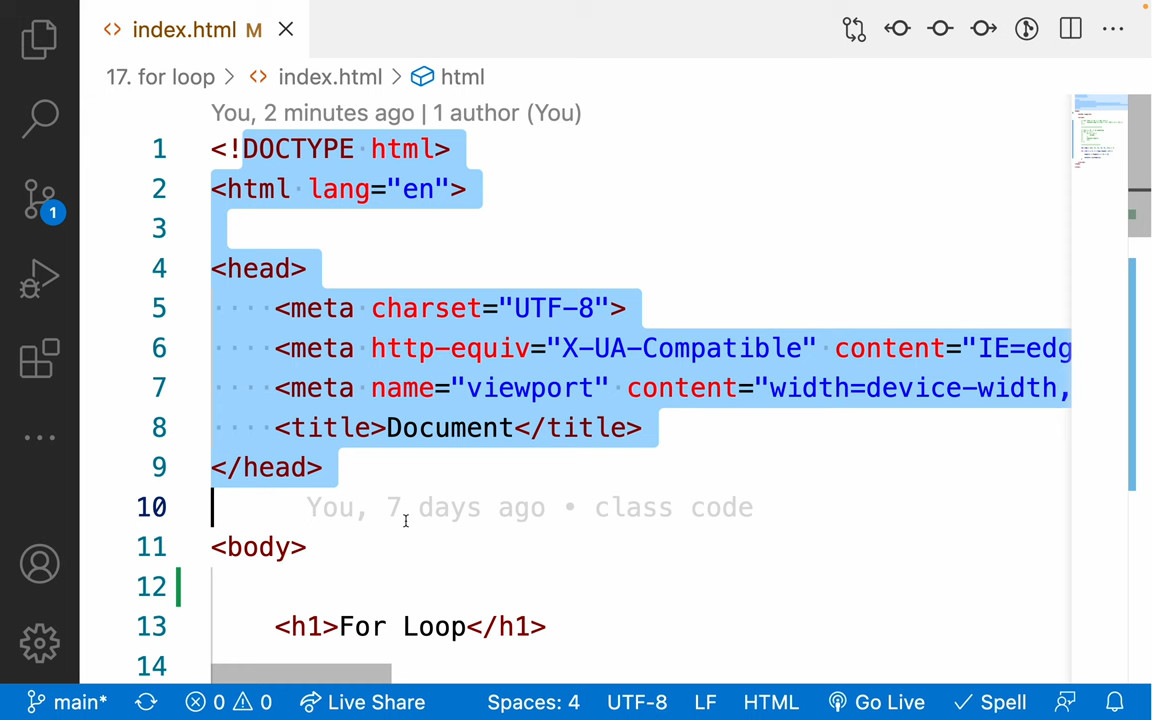 index.html M
17. for loop > index.html > html
You, 2 minutes ago | 1 author (You)
1 <!DOCTYPE html>
2 <html lang="en">
3
4 <head>
5 <meta charset="UTF-8">
6 <meta http-equiv="X-UA-Compatible" content="IE=edg
7 <meta name="viewport" content="width=device-width,
8 <title>Document</title>
9 </head>
10 You, 7 days ago • class code
11 <body>
12
13 <h1>For Loop</h1>
14
1
main* 0 0 Live Share Spaces: 4 UTF-8 LF HTML Go Live Spell